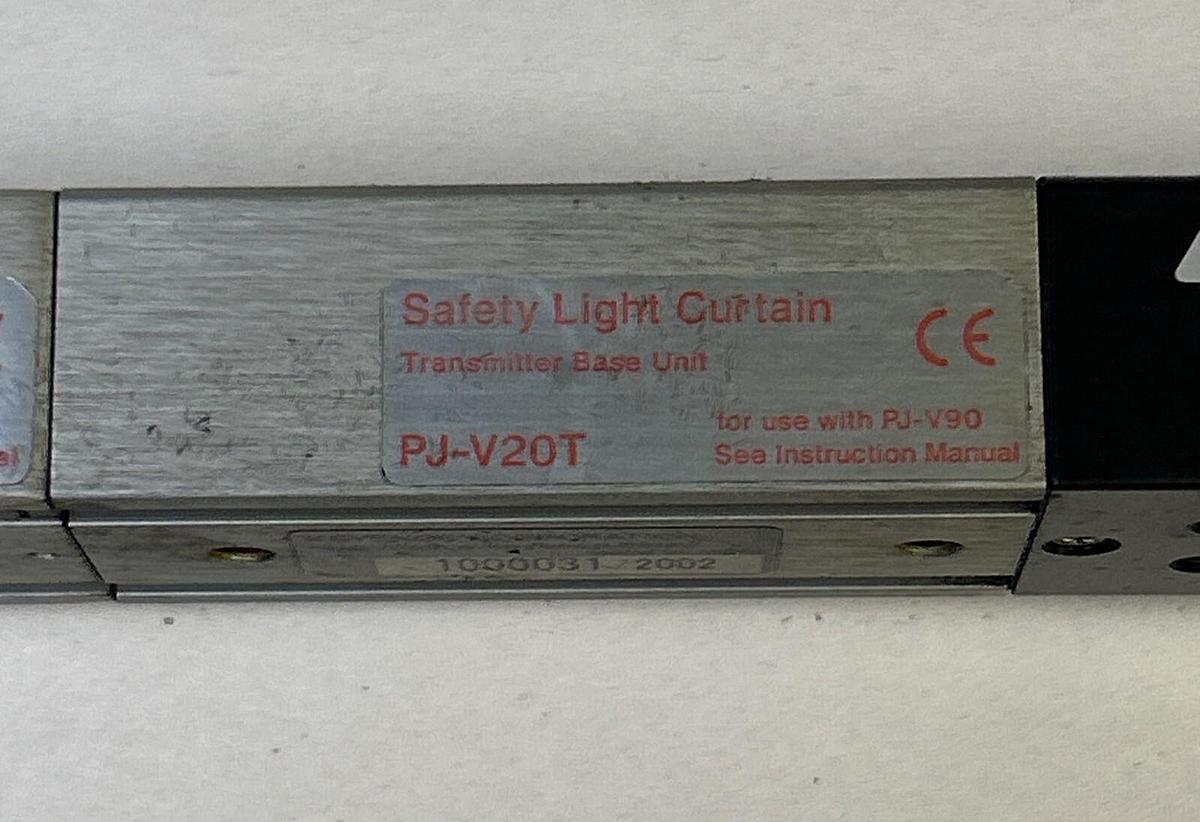 Safety Light Curtain
CE
Transmitter Base Unit
for use with PJ-V90
PJ-V20T
See Instruction Manual
1000031 2002